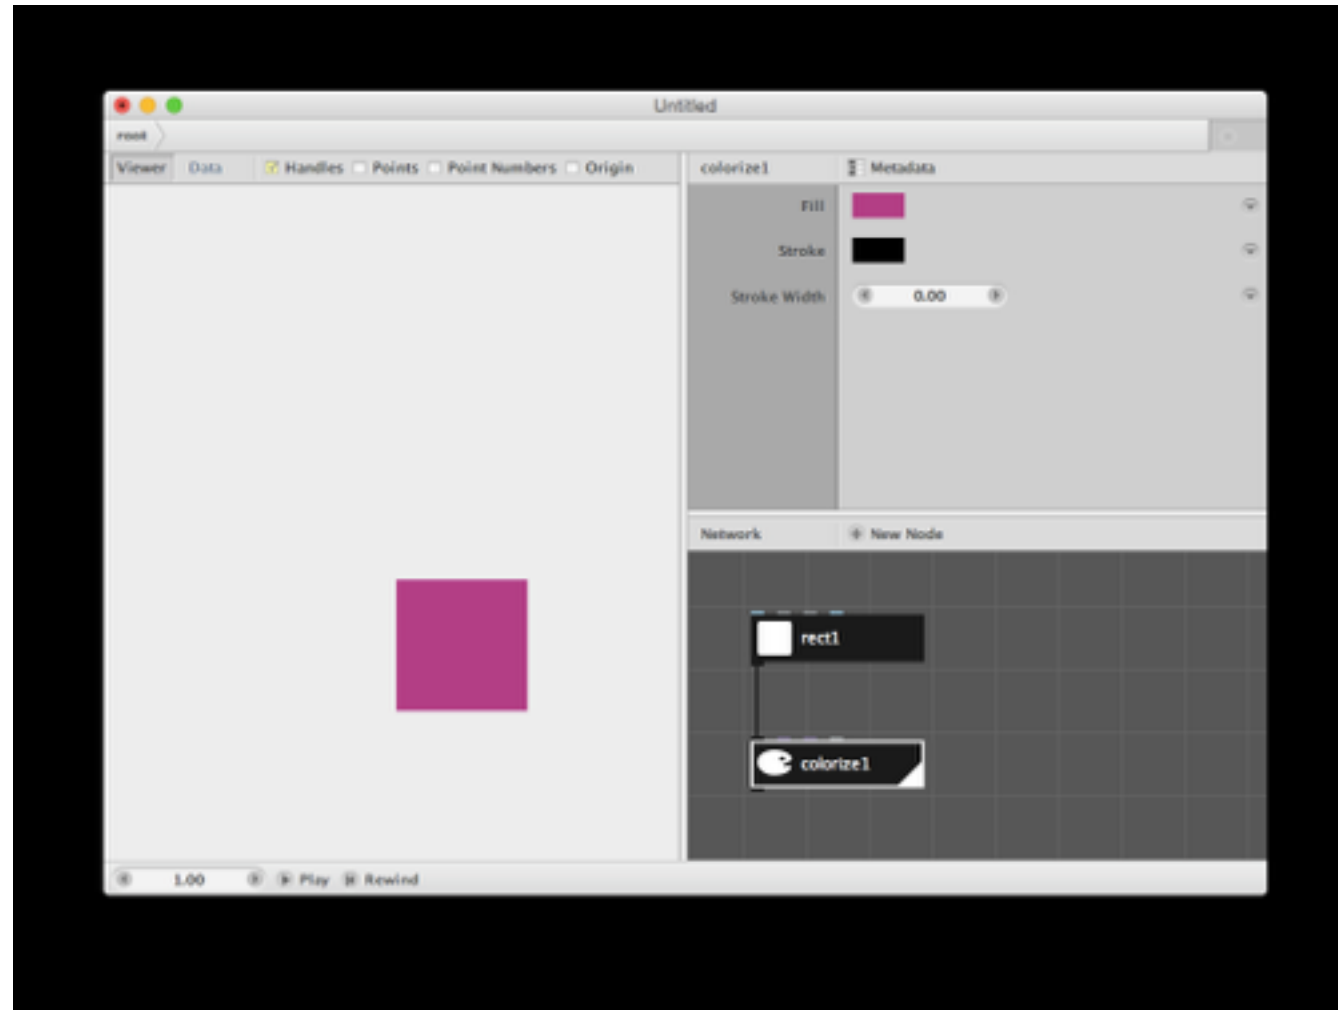 Untitled
root
Viewer Data Handles Points Point Numbers Origin
colorize1 Metadata
Fill
Stroke
Stroke Width 0.00
Network New Node
rect1
colorize1
1.00 Play Rewind